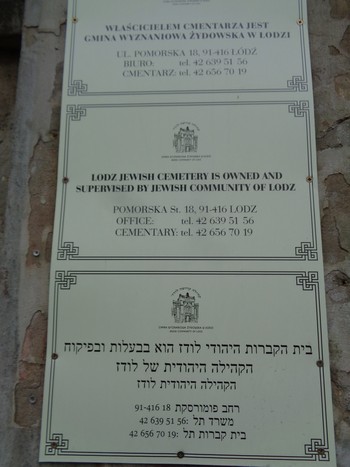 WŁAŚCICIELEM CMENTARZA JEST
GMINA WYZNANIOWA ŻYDOWSKA W ŁODZI
UL. POMORSKA 18, 91-416 ŁÓDŹ
BIURO: tel. 42 639 51 56
CMENTARZ: tel. 42 656 70 19
LODZ JEWISH CEMETERY IS OWNED AND
SUPERVISED BY JEWISH COMMUNITY OF LODZ
POMORSKA St. 18, 91-416 LODZ
OFFICE: tel. 42 639 51 56
CEMENTARY: tel. 42 656 70 19
בית הקברות היהודי לודז הוא בבעלות ובפיקוח
הקהילה היהודית של לודז
הקהילה היהודית לודז
רחב פומורסקת 18 91-416
משרד תל: 42 639 51 56
בית קברות תל: 42 656 70 19